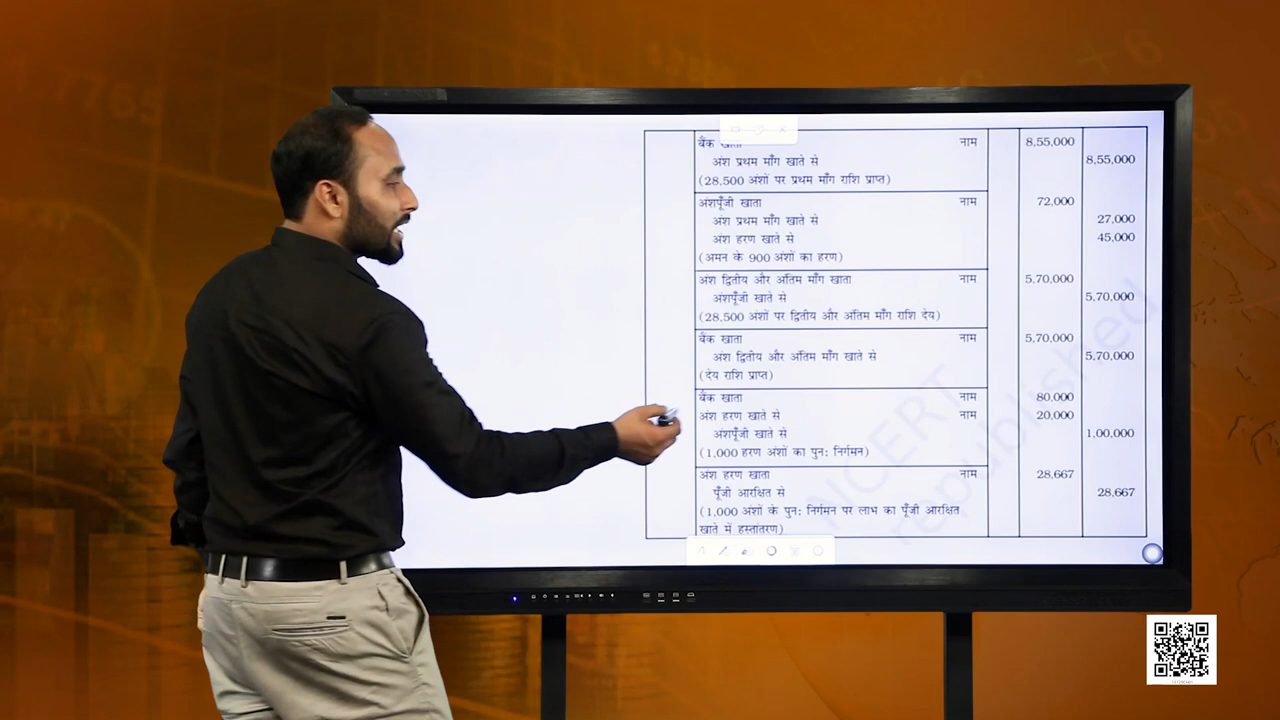 बैंक खाता नाम 8,55,000
अंश प्रथम माँग खाते से 8,55,000
(28,500 अंशों पर प्रथम माँग राशि प्राप्त)
अंशपूँजी खाता नाम 72,000
अंश प्रथम माँग खाते से 27,000
अंश हरण खाते से 45,000
(अमन के 900 अंशों का हरण)
अंश द्वितीय और अंतिम माँग खाता नाम 5,70,000
अंशपूँजी खाते से 5,70,000
(28,500 अंशों पर द्वितीय और अंतिम माँग राशि देय)
बैंक खाता नाम 5,70,000
अंश द्वितीय और अंतिम माँग खाते से 5,70,000
(देय राशि प्राप्त)
बैंक खाता नाम 80,000
अंश हरण खाते से नाम 20,000
अंशपूँजी खाते से 1,00,000
(1,000 हरण अंशों का पुनः निर्गमन)
अंश हरण खाता नाम 28,667
पूँजी आरक्षित से 28,667
(1,000 अंशों के पुनः निर्गमन पर लाभ का पूँजी आरक्षित
खाते में हस्तांतरण)
NCERT
republished